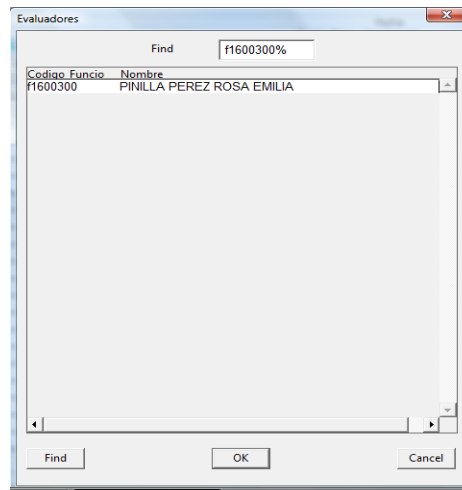 Evaluadores
Find f1600300%
Codigo Funcio Nombre
f1600300 PINILLA PEREZ ROSA EMILIA
Find OK Cancel